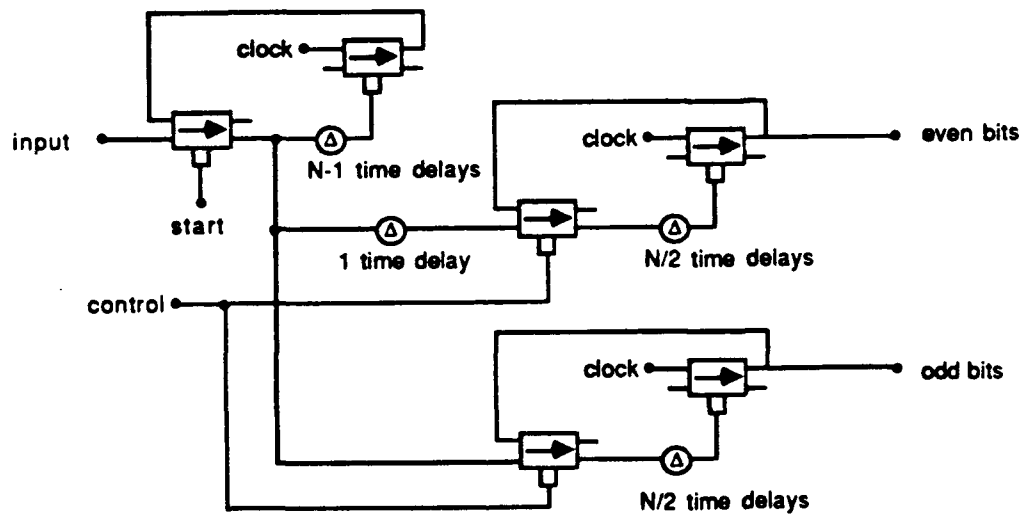 clock
input
N-1 time delays
start
clock
even bits
1 time delay
N/2 time delays
control
clock
odd bits
N/2 time delays